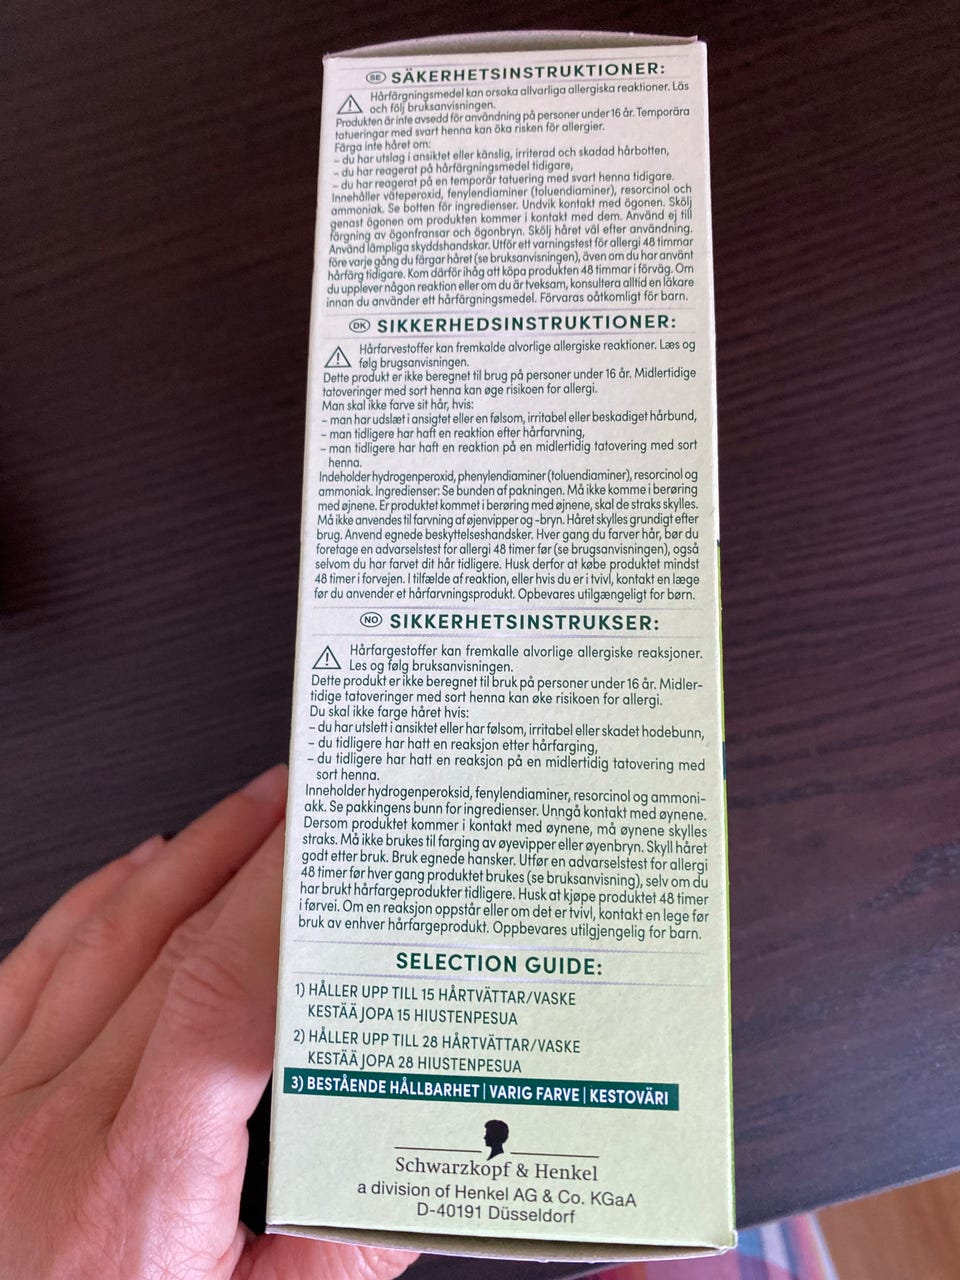 SE SÄKERHETSINSTRUKTIONER:
Hårfärgningsmedel kan orsaka allvarliga allergiska reaktioner. Läs
och följ bruksanvisningen.
Produkten är inte avsedd för användning på personer under 16 år. Temporära
tatueringar med svart henna kan öka risken för allergier.
Färga inte håret om:
– du har utslag i ansiktet eller känslig, irriterad och skadad hårbotten,
– du har reagerat på hårfärgningsmedel tidigare,
– du har reagerat på en temporär tatuering med svart henna tidigare.
Innehåller väteperoxid, fenylendiaminer (toluendiaminer), resorcinol och
ammoniak. Se botten för ingredienser. Undvik kontakt med ögonen. Skölj
genast ögonen om produkten kommer i kontakt med dem. Använd ej till
färgning av ögonfransar och ögonbryn. Skölj håret väl efter användning.
Använd lämpliga skyddshandskar. Utför ett varningstest för allergi 48 timmar
före varje gång du färgar håret (se bruksanvisningen), även om du har använt
hårfärg tidigare. Kom därför ihåg att köpa produkten 48 timmar i förväg. Om
du upplever någon reaktion eller om du är tveksam, konsultera alltid en läkare
innan du använder ett hårfärgningsmedel. Förvaras oåtkomligt för barn.
DK SIKKERHEDSINSTRUKTIONER:
Hårfarvestoffer kan fremkalde alvorlige allergiske reaktioner. Læs og
følg brugsanvisningen.
Dette produkt er ikke beregnet til brug på personer under 16 år. Midlertidige
tatoveringer med sort henna kan øge risikoen for allergi.
Man skal ikke farve sit hår, hvis:
– man har udslæt i ansigtet eller en følsom, irritabel eller beskadiget hårbund,
– man tidligere har haft en reaktion efter hårfarvning,
– man tidligere har haft en reaktion på en midlertidig tatovering med sort
henna.
Indeholder hydrogenperoxid, phenylendiaminer (toluendiaminer), resorcinol og
ammoniak. Ingredienser: Se bunden af pakningen. Må ikke komme i berøring
med øjnene. Er produktet kommet i berøring med øjnene, skal de straks skylles.
Må ikke anvendes til farvning af øjenvipper og -bryn. Håret skylles grundigt efter
brug. Anvend egnede beskyttelseshandsker. Hver gang du farver hår, bør du
foretage en advarselstest for allergi 48 timer før (se brugsanvisningen), også
selvom du har farvet dit hår tidligere. Husk derfor at købe produktet mindst
48 timer i forvejen. I tilfælde af reaktion, eller hvis du er i tvivl, kontakt en læge
før du anvender et hårfarvningsprodukt. Opbevares utilgængeligt for børn.
NO SIKKERHETSINSTRUKSER:
Hårfargestoffer kan fremkalle alvorlige allergiske reaksjoner.
Les og følg bruksanvisningen.
Dette produkt er ikke beregnet til bruk på personer under 16 år. Midler-
tidige tatoveringer med sort henna kan øke risikoen for allergi.
Du skal ikke farge håret hvis:
– du har utslett i ansiktet eller har følsom, irritabel eller skadet hodebunn,
– du tidligere har hatt en reaksjon etter hårfarging,
– du tidligere har hatt en reaksjon på en midlertidig tatovering med
sort henna.
Inneholder hydrogenperoksid, fenylendiaminer, resorcinol og ammoni-
akk. Se pakkingens bunn for ingredienser. Unngå kontakt med øynene.
Dersom produktet kommer i kontakt med øynene, må øynene skylles
straks. Må ikke brukes til farging av øyevipper eller øyenbryn. Skyll håret
godt etter bruk. Bruk egnede hansker. Utfør en advarselstest for allergi
48 timer før hver gang produktet brukes (se bruksanvisning), selv om du
har brukt hårfargeprodukter tidligere. Husk at kjøpe produktet 48 timer
i førvei. Om en reaksjon oppstår eller om det er tvivl, kontakt en lege før
bruk av enhver hårfargeprodukt. Oppbevares utilgjengelig for barn.
SELECTION GUIDE:
1) HÅLLER UPP TILL 15 HÅRTVÄTTAR/VASKE
KESTÄÄ JOPA 15 HIUSTENPESUA
2) HÅLLER UPP TILL 28 HÅRTVÄTTAR/VASKE
KESTÄÄ JOPA 28 HIUSTENPESUA
3) BESTÅENDE HÅLLBARHET | VARIG FARVE | KESTOVÄRI
Schwarzkopf & Henkel
a division of Henkel AG & Co. KGaA
D-40191 Düsseldorf